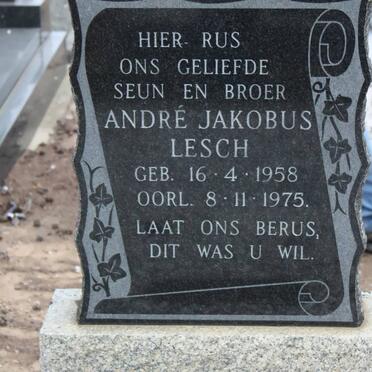 HIER RUS
ONS GELIEFDE
SEUN EN BROER
ANDRÉ JAKOBUS
LESCH
GEB. 16·4·1958
OORL. 8·11·1975.
LAAT ONS BERUS,
DIT WAS U WIL.